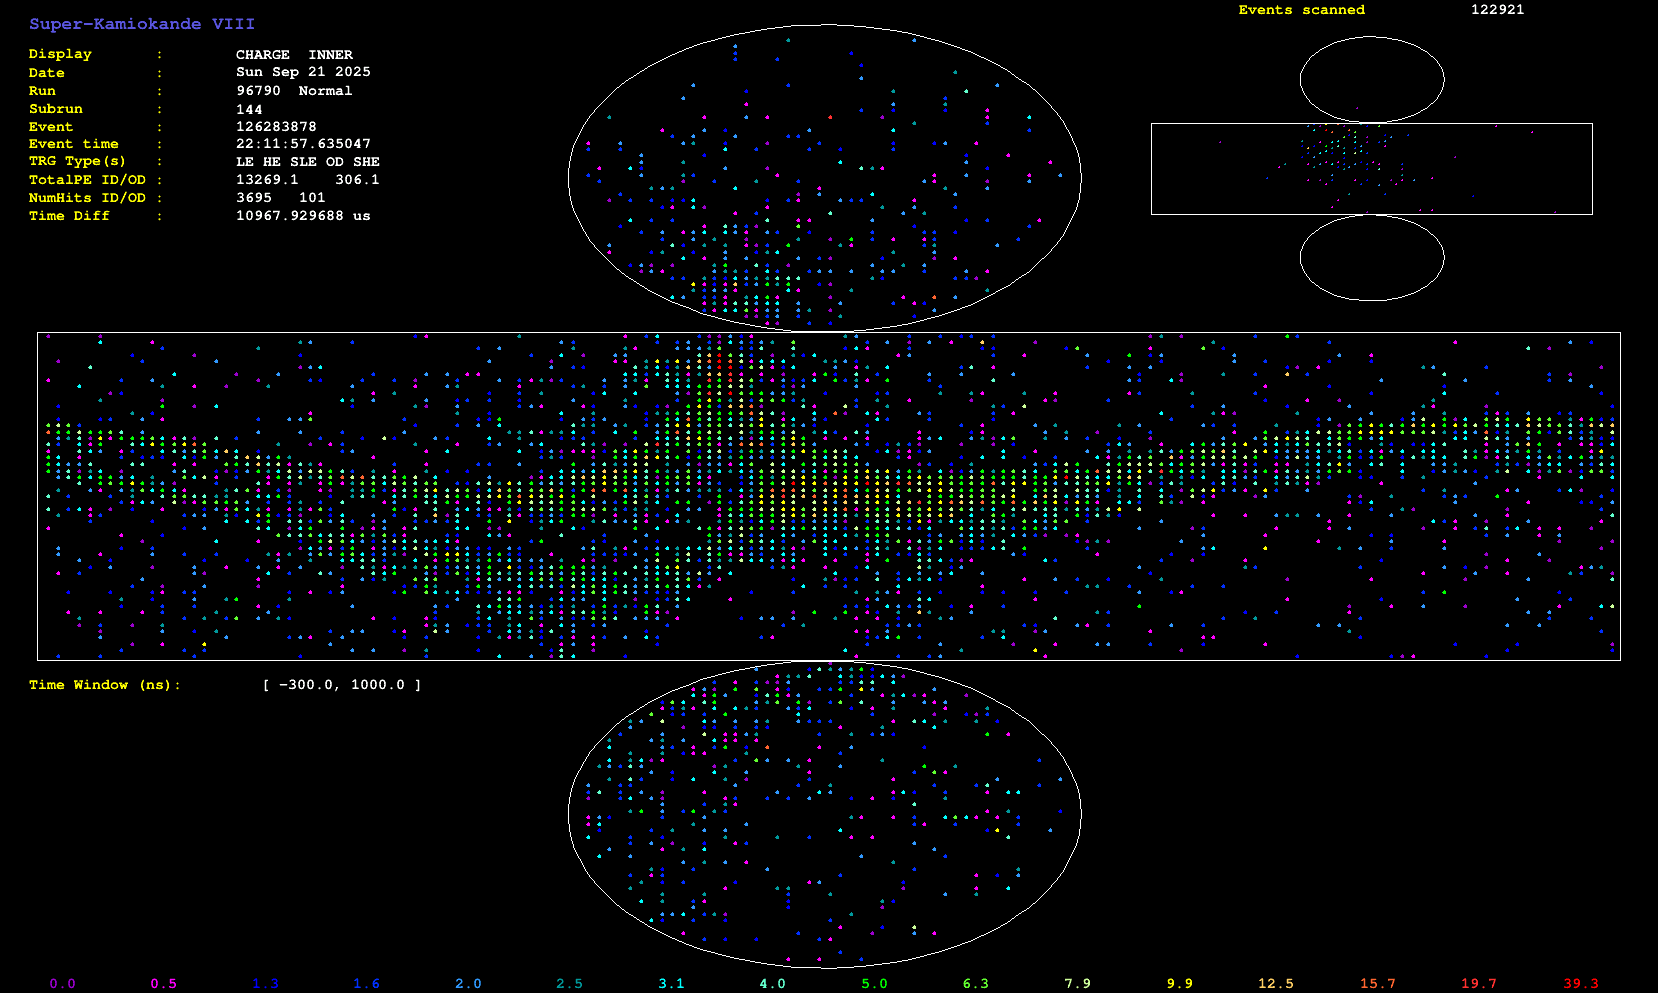 Super-Kamiokande VIII
Events scanned 122921
Display : CHARGE INNER
Date : Sun Sep 21 2025
Run : 96790 Normal
Subrun : 144
Event : 126283878
Event time : 22:11:57.635047
TRG Type(s) : LE HE SLE OD SHE
TotalPE ID/OD : 13269.1 306.1
NumHits ID/OD : 3695 101
Time Diff : 10967.929688 us
Time Window (ns): [ -300.0, 1000.0 ]
0.0 0.5 1.3 1.6 2.0 2.5 3.1 4.0 5.0 6.3 7.9 9.9 12.5 15.7 19.7 39.3